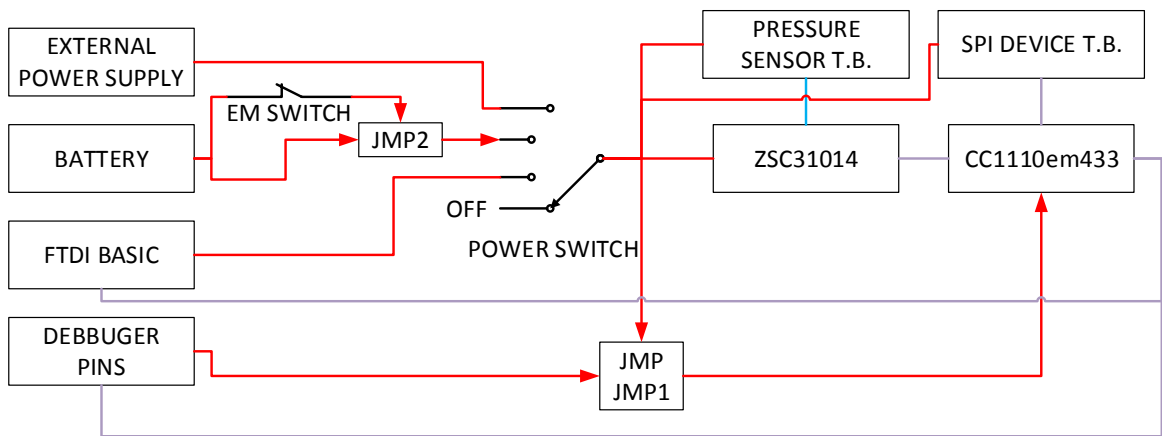 EXTERNAL
POWER SUPPLY
PRESSURE
SENSOR T.B.
SPI DEVICE T.B.
EM SWITCH
BATTERY
JMP2
ZSC31014
CC1110em433
OFF
POWER SWITCH
FTDI BASIC
DEBBUGER
PINS
JMP
JMP1